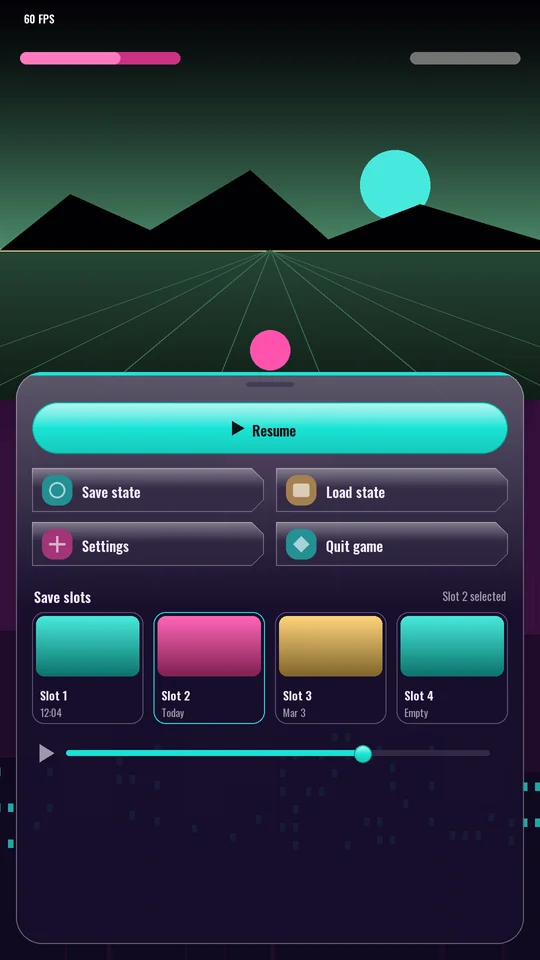 60 FPS
Resume
Save state
Load state
Settings
Quit game
Save slots
Slot 2 selected
Slot 1
12:04
Slot 2
Today
Slot 3
Mar 3
Slot 4
Empty